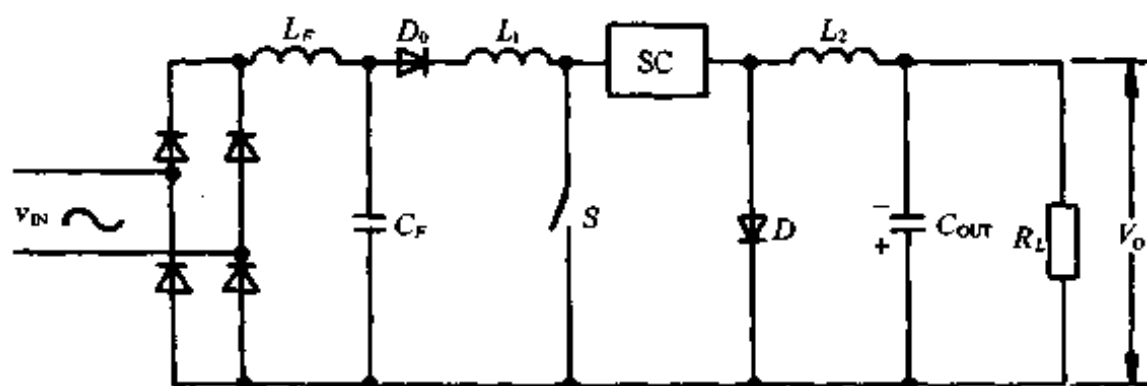 L_F D_0 L_1 SC L_2
v_IN C_F S D − + C_OUT R_L V_O